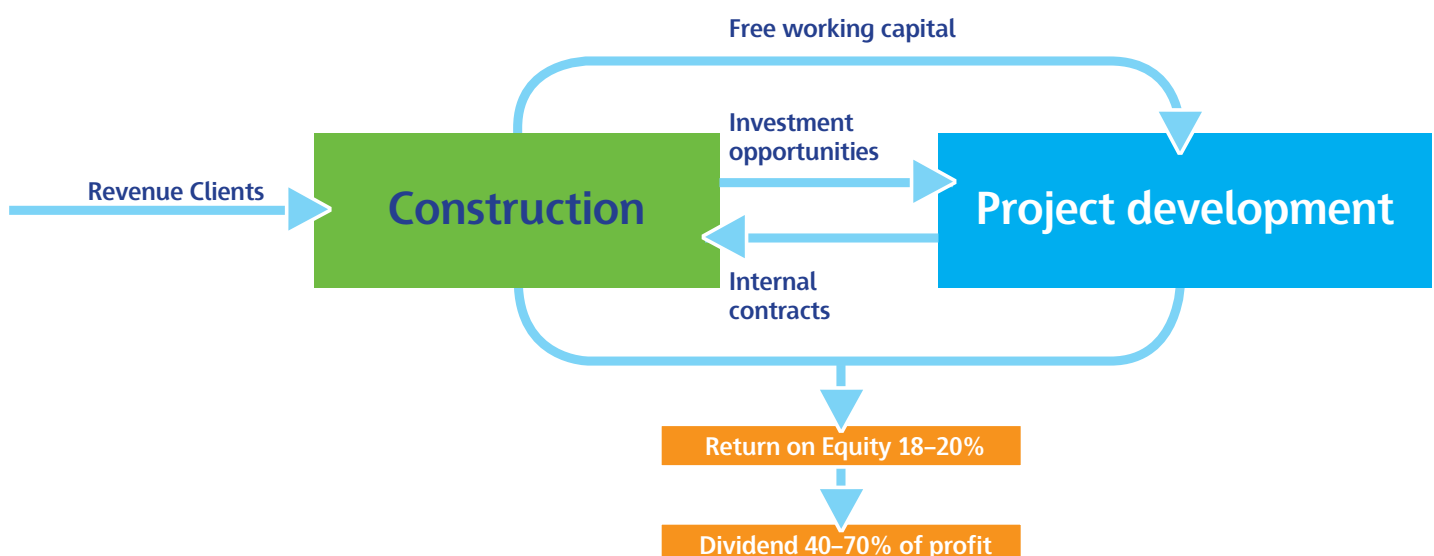 Free working capital
Investment
opportunities
Revenue Clients
Construction
Project development
Internal
contracts
Return on Equity 18–20%
Dividend 40–70% of profit